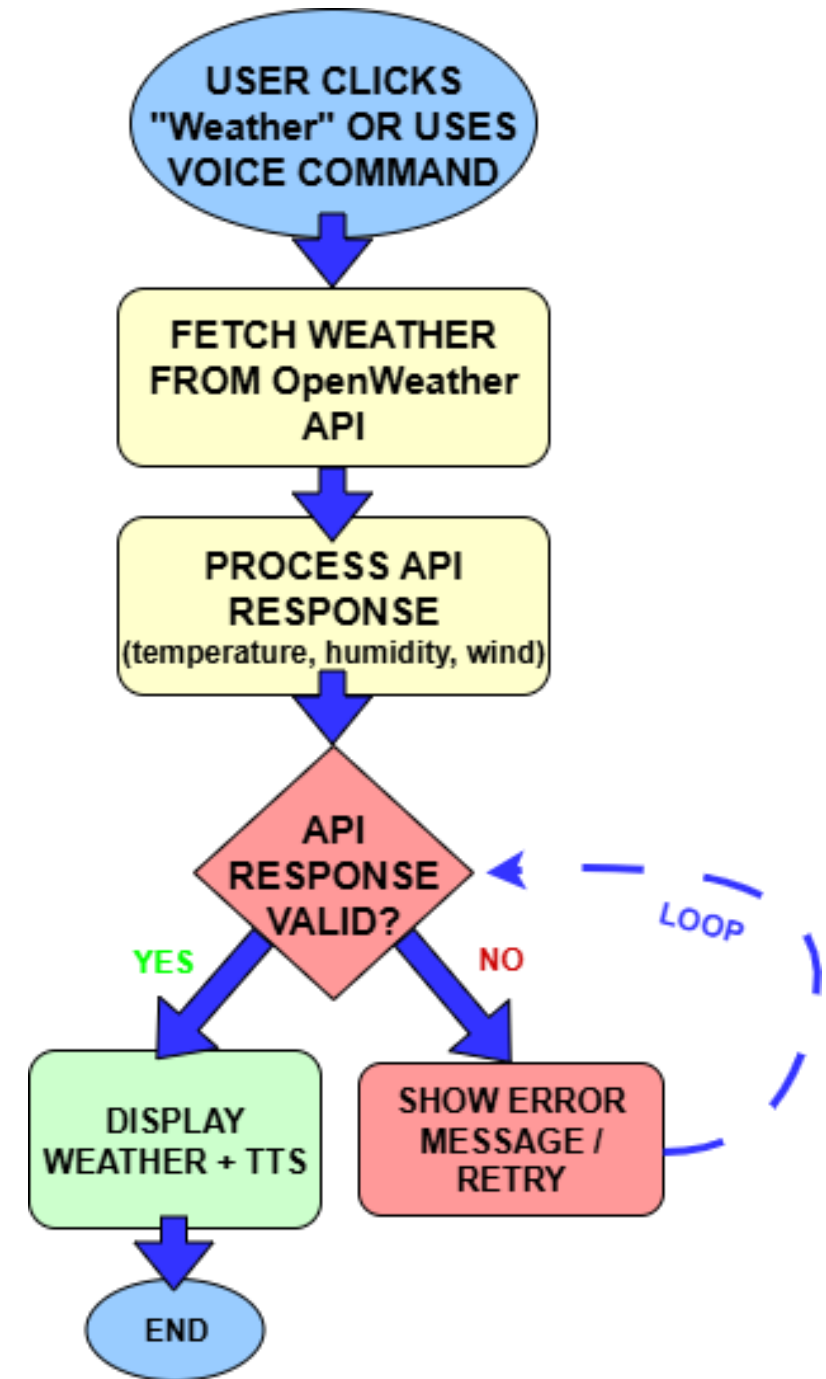 USER CLICKS
"Weather" OR USES
VOICE COMMAND
FETCH WEATHER
FROM OpenWeather
API
PROCESS API
RESPONSE
(temperature, humidity, wind)
API
RESPONSE
VALID?
YES
NO
LOOP
DISPLAY
WEATHER + TTS
SHOW ERROR
MESSAGE /
RETRY
END